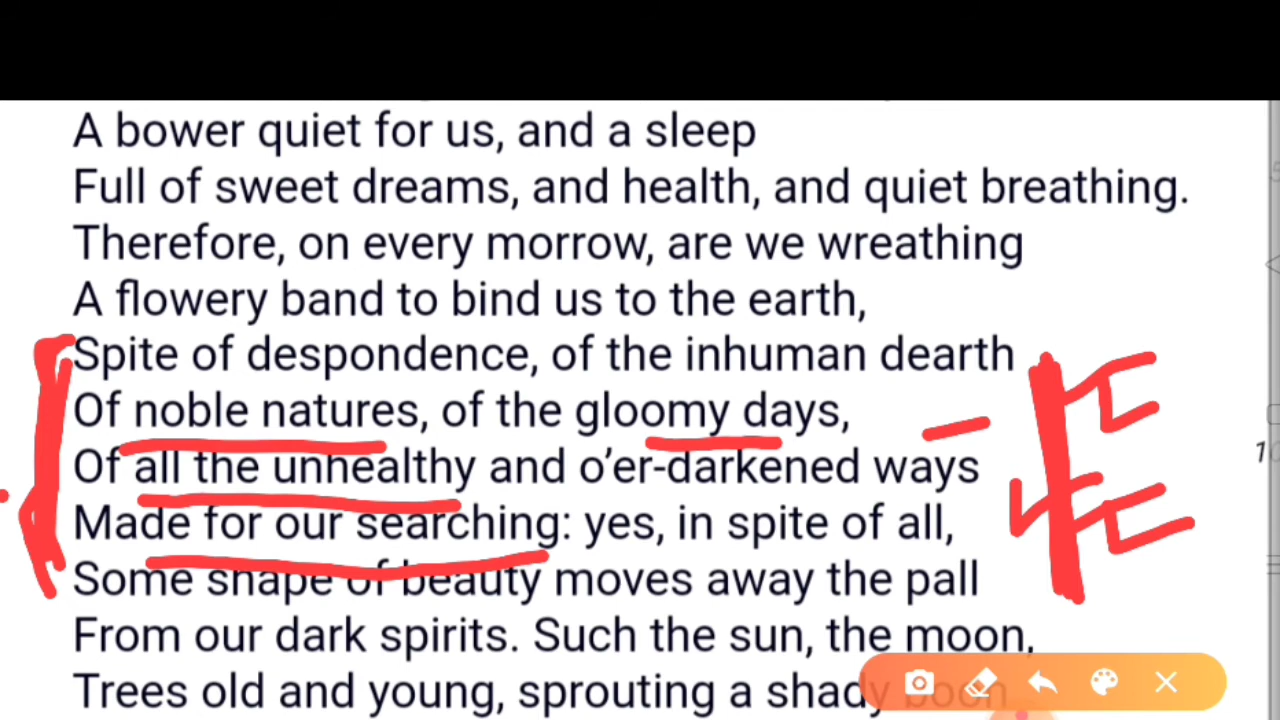 A bower quiet for us, and a sleep
Full of sweet dreams, and health, and quiet breathing.
Therefore, on every morrow, are we wreathing
A flowery band to bind us to the earth,
Spite of despondence, of the inhuman dearth
Of noble natures, of the gloomy days,
Of all the unhealthy and o'er-darkened ways
Made for our searching: yes, in spite of all,
Some shape of beauty moves away the pall
From our dark spirits. Such the sun, the moon,
Trees old and young, sprouting a shady boon